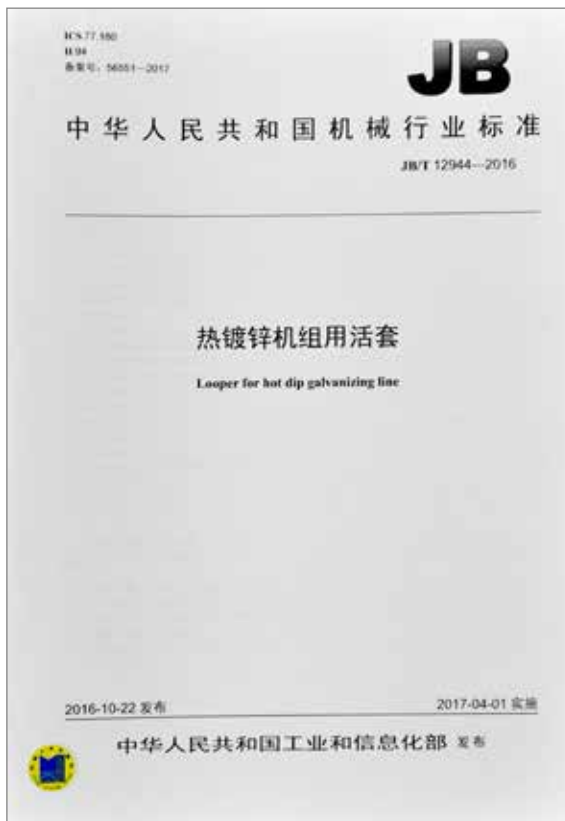 ICS 77.180
H 94
备案号：56551—2017
JB
中华人民共和国机械行业标准
JB/T 12944—2016
热镀锌机组用活套
Looper for hot dip galvanizing line
2016-10-22 发布
2017-04-01 实施
中华人民共和国工业和信息化部 发布